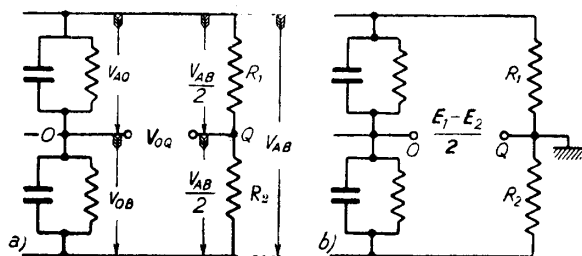 V_AO
V_AB
2
R_1
O
V_OQ
Q
V_AB
V_OB
V_AB
2
R_2
a)
R_1
E_1-E_2
2
O
Q
R_2
b)